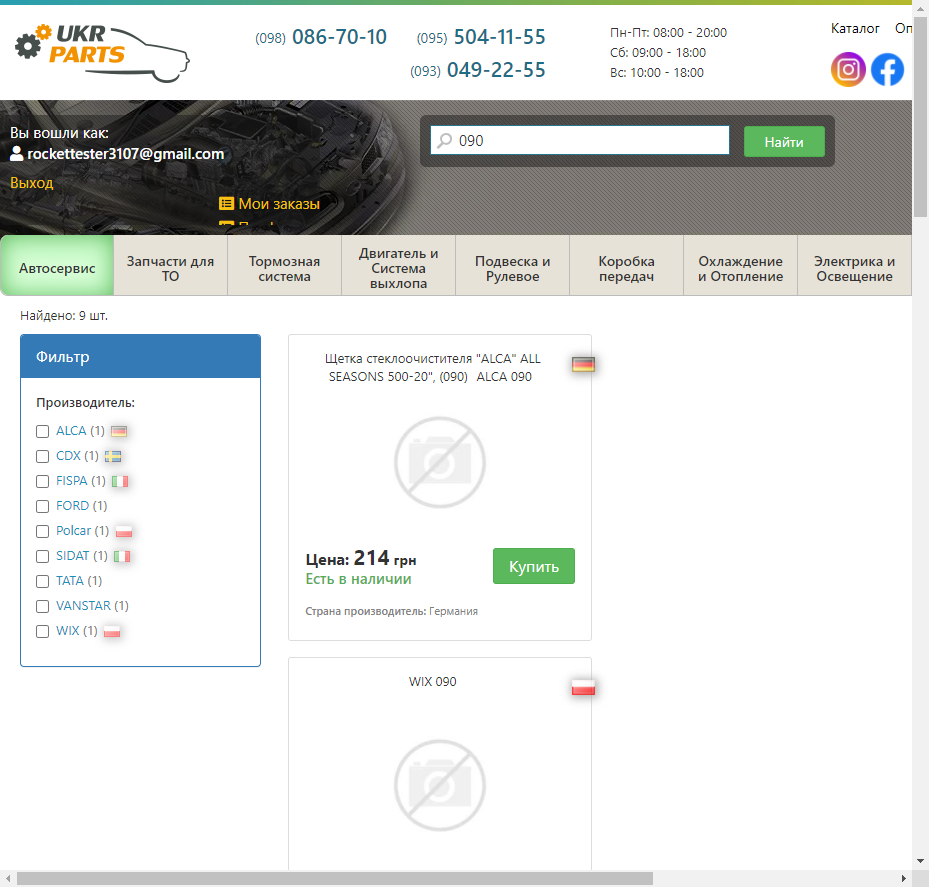 UKR
PARTS
(098) 086-70-10
(095) 504-11-55
(093) 049-22-55
Пн-Пт: 08:00 - 20:00
Сб: 09:00 - 18:00
Вс: 10:00 - 18:00
Каталог Оп
Вы вошли как:
rockettester3107@gmail.com
Выход
Мои заказы
090
Найти
Автосервис
Запчасти для
ТО
Тормозная
система
Двигатель и
Система
выхлопа
Подвеска и
Рулевое
Коробка
передач
Охлаждение
и Отопление
Электрика и
Освещение
Найдено: 9 шт.
Фильтр
Производитель:
ALCA (1)
CDX (1)
FISPA (1)
FORD (1)
Polcar (1)
SIDAT (1)
TATA (1)
VANSTAR (1)
WIX (1)
Щетка стеклоочистителя "ALCA" ALL
SEASONS 500-20", (090) ALCA 090
Цена: 214 грн
Есть в наличии
Купить
Страна производитель: Германия
WIX 090